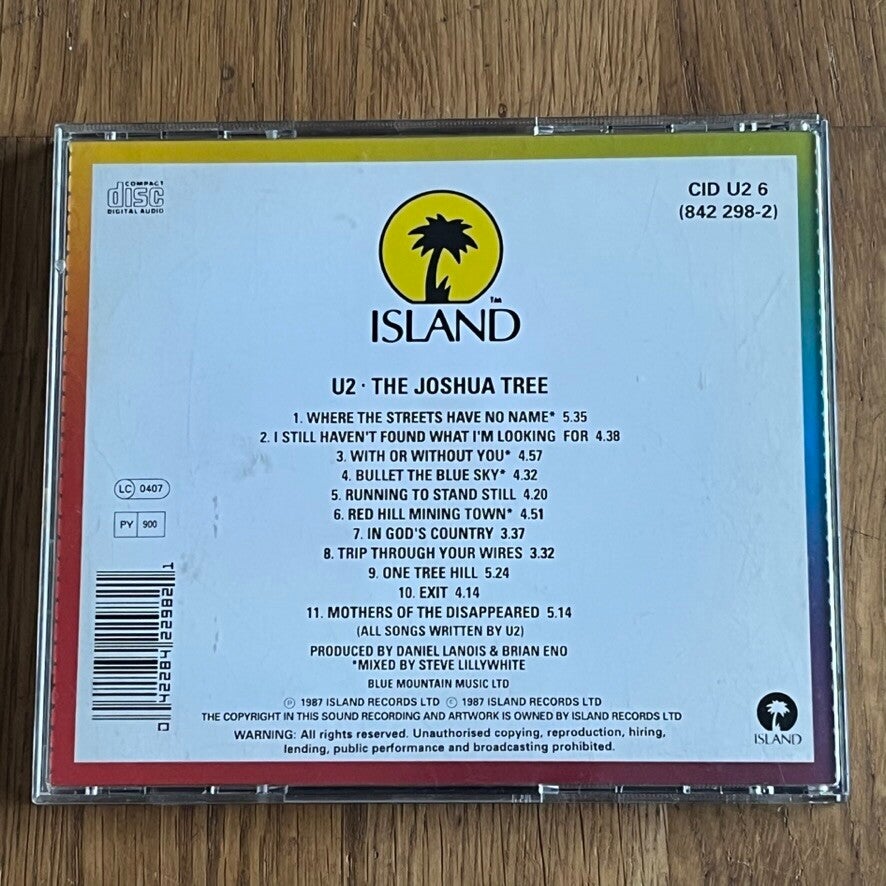 COMPACT
disc
DIGITAL AUDIO
CID U2 6
(842 298-2)
TM
ISLAND
U2 · THE JOSHUA TREE
1. WHERE THE STREETS HAVE NO NAME* 5.35
2. I STILL HAVEN'T FOUND WHAT I'M LOOKING FOR 4.38
3. WITH OR WITHOUT YOU* 4.57
4. BULLET THE BLUE SKY* 4.32
5. RUNNING TO STAND STILL 4.20
6. RED HILL MINING TOWN* 4.51
7. IN GOD'S COUNTRY 3.37
8. TRIP THROUGH YOUR WIRES 3.32
9. ONE TREE HILL 5.24
10. EXIT 4.14
11. MOTHERS OF THE DISAPPEARED 5.14
(ALL SONGS WRITTEN BY U2)
PRODUCED BY DANIEL LANOIS & BRIAN ENO
*MIXED BY STEVE LILLYWHITE
BLUE MOUNTAIN MUSIC LTD
Ⓟ 1987 ISLAND RECORDS LTD © 1987 ISLAND RECORDS LTD
THE COPYRIGHT IN THIS SOUND RECORDING AND ARTWORK IS OWNED BY ISLAND RECORDS LTD
WARNING: All rights reserved. Unauthorised copying, reproduction, hiring,
lending, public performance and broadcasting prohibited.
LC 0407
PY 900
ISLAND